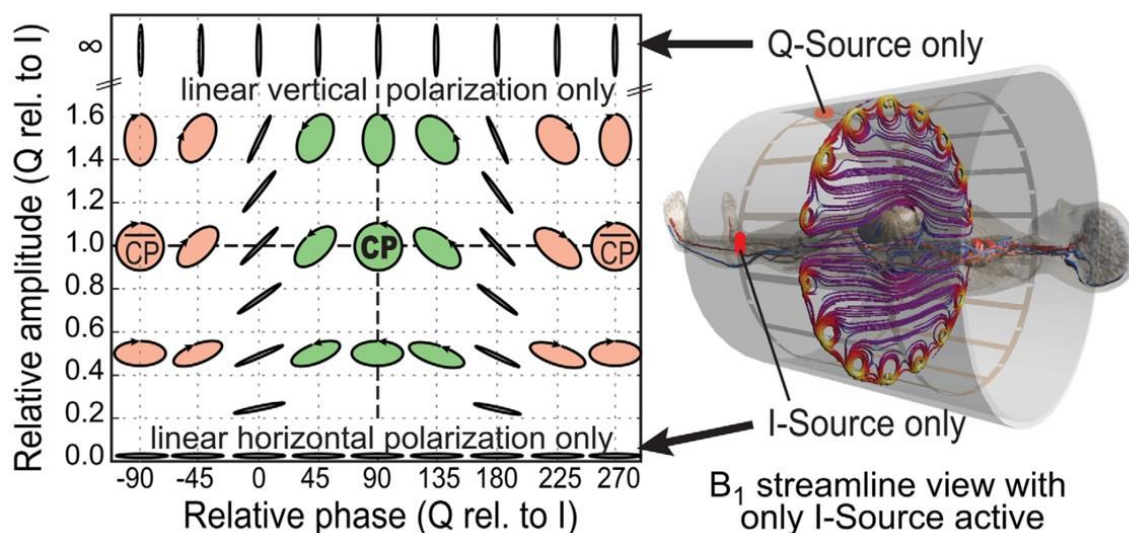 Relative amplitude (Q rel. to I)
∞
1.6
1.4
1.2
1.0
0.8
0.6
0.4
0.2
0.0
linear vertical polarization only
CP
CP
CP
linear horizontal polarization only
-90 -45 0 45 90 135 180 225 270
Relative phase (Q rel. to I)
Q-Source only
I-Source only
B₁ streamline view with
only I-Source active